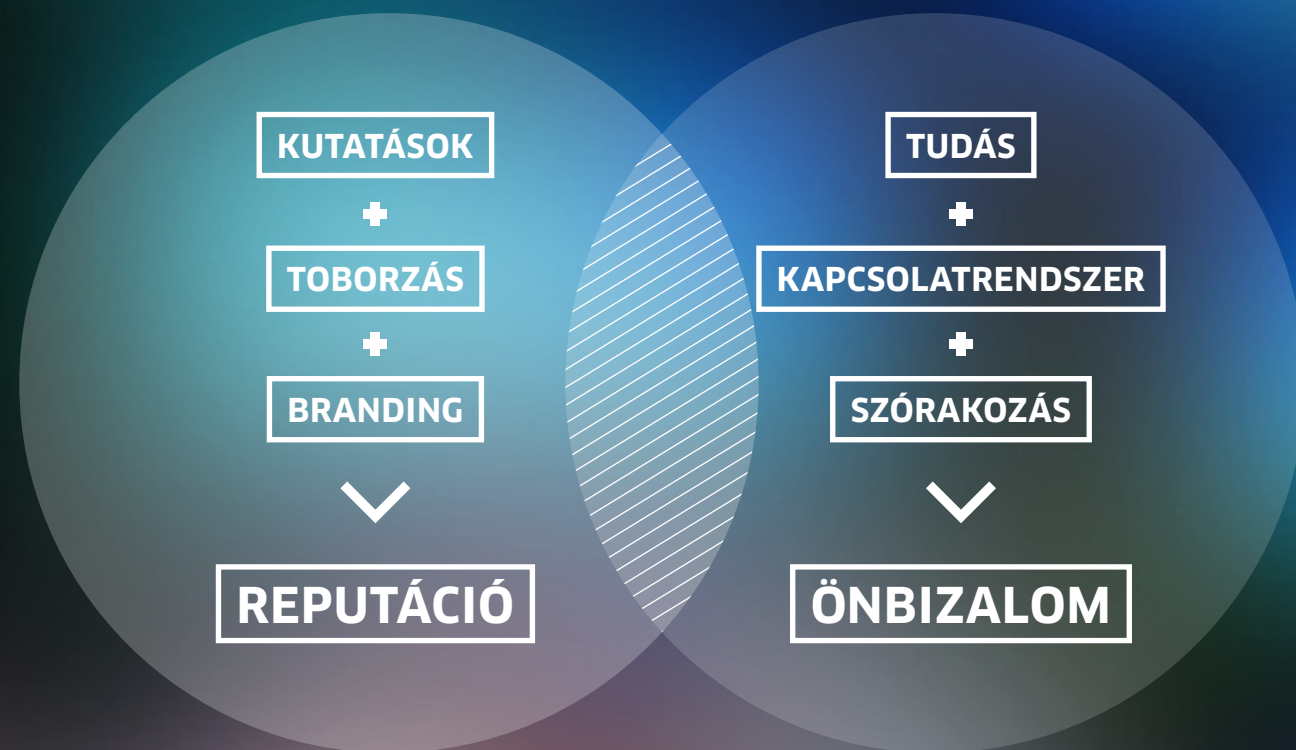 KUTATÁSOK
+
TOBORZÁS
+
BRANDING
REPUTÁCIÓ
TUDÁS
+
KAPCSOLATRENDSZER
+
SZÓRAKOZÁS
ÖNBIZALOM